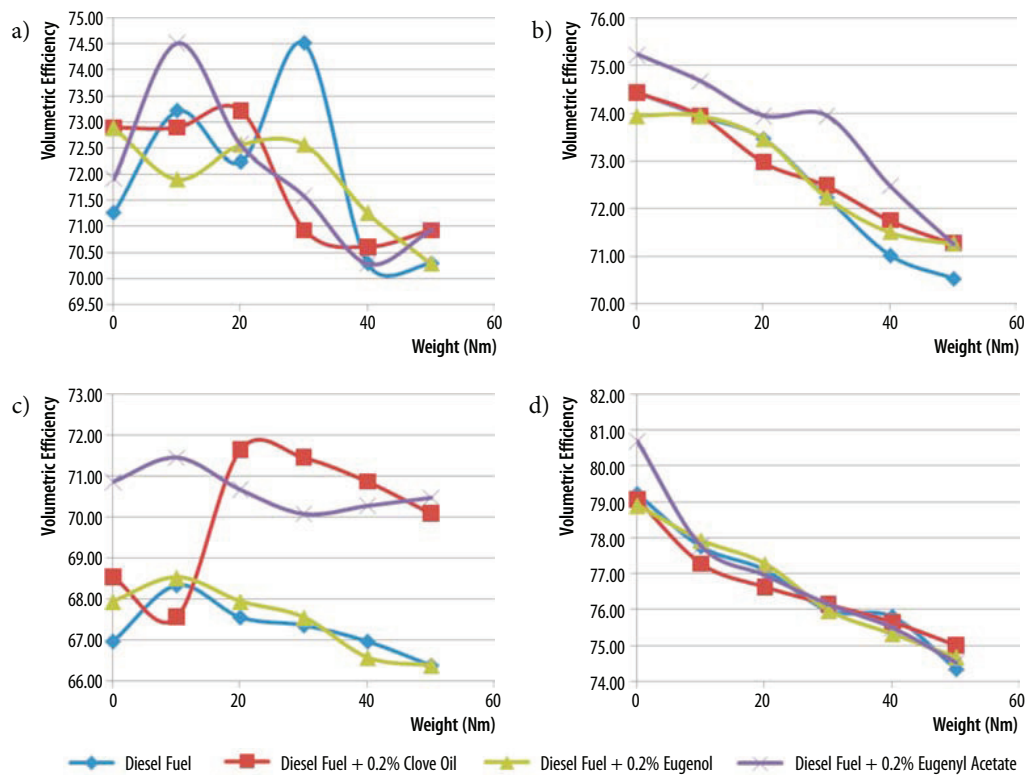 a)
Volumetric Efficiency
75.00
74.50
74.00
73.50
73.00
72.50
72.00
71.50
71.00
70.50
70.00
69.50
0 20 40 60
Weight (Nm)
b)
Volumetric Efficiency
76.00
75.00
74.00
73.00
72.00
71.00
70.00
0 20 40 60
Weight (Nm)
c)
Volumetric Efficiency
73.00
72.00
71.00
70.00
68.00
68.00
67.00
66.00
0 20 40 60
Weight (Nm)
d)
Volumetric Efficiency
82.00
81.00
80.00
79.00
78.00
77.00
76.00
75.00
74.00
0 20 40 60
Weight (Nm)
Diesel Fuel Diesel Fuel + 0.2% Clove Oil Diesel Fuel + 0.2% Eugenol Diesel Fuel + 0.2% Eugenyl Acetate